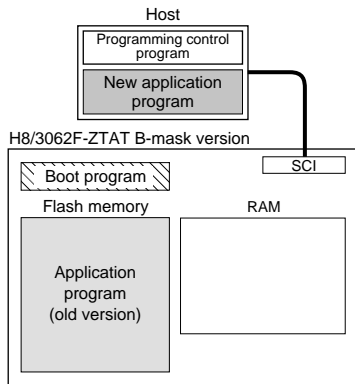 Host
Programming control
program
New application
program
H8/3062F-ZTAT B-mask version
SCI
Boot program
Flash memory
RAM
Application
program
(old version)